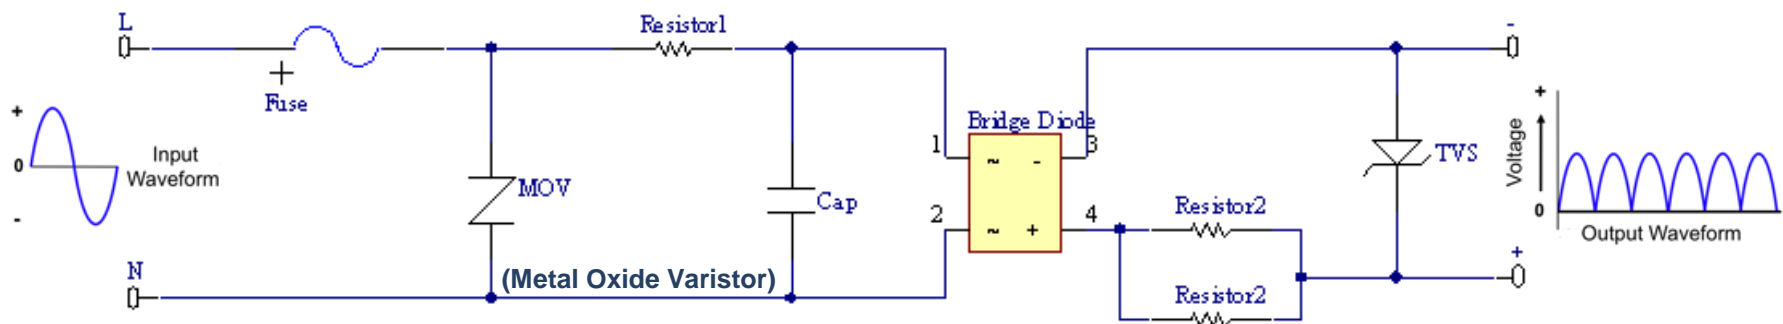 L
Fuse
Resistor1
-
+
0
-
Input
Waveform
MOV
Cap
Bridge Diode
1
~
-
3
2
~
+
4
Resistor2
Resistor2
TVS
+
Voltage
0
Output Waveform
+
N
(Metal Oxide Varistor)